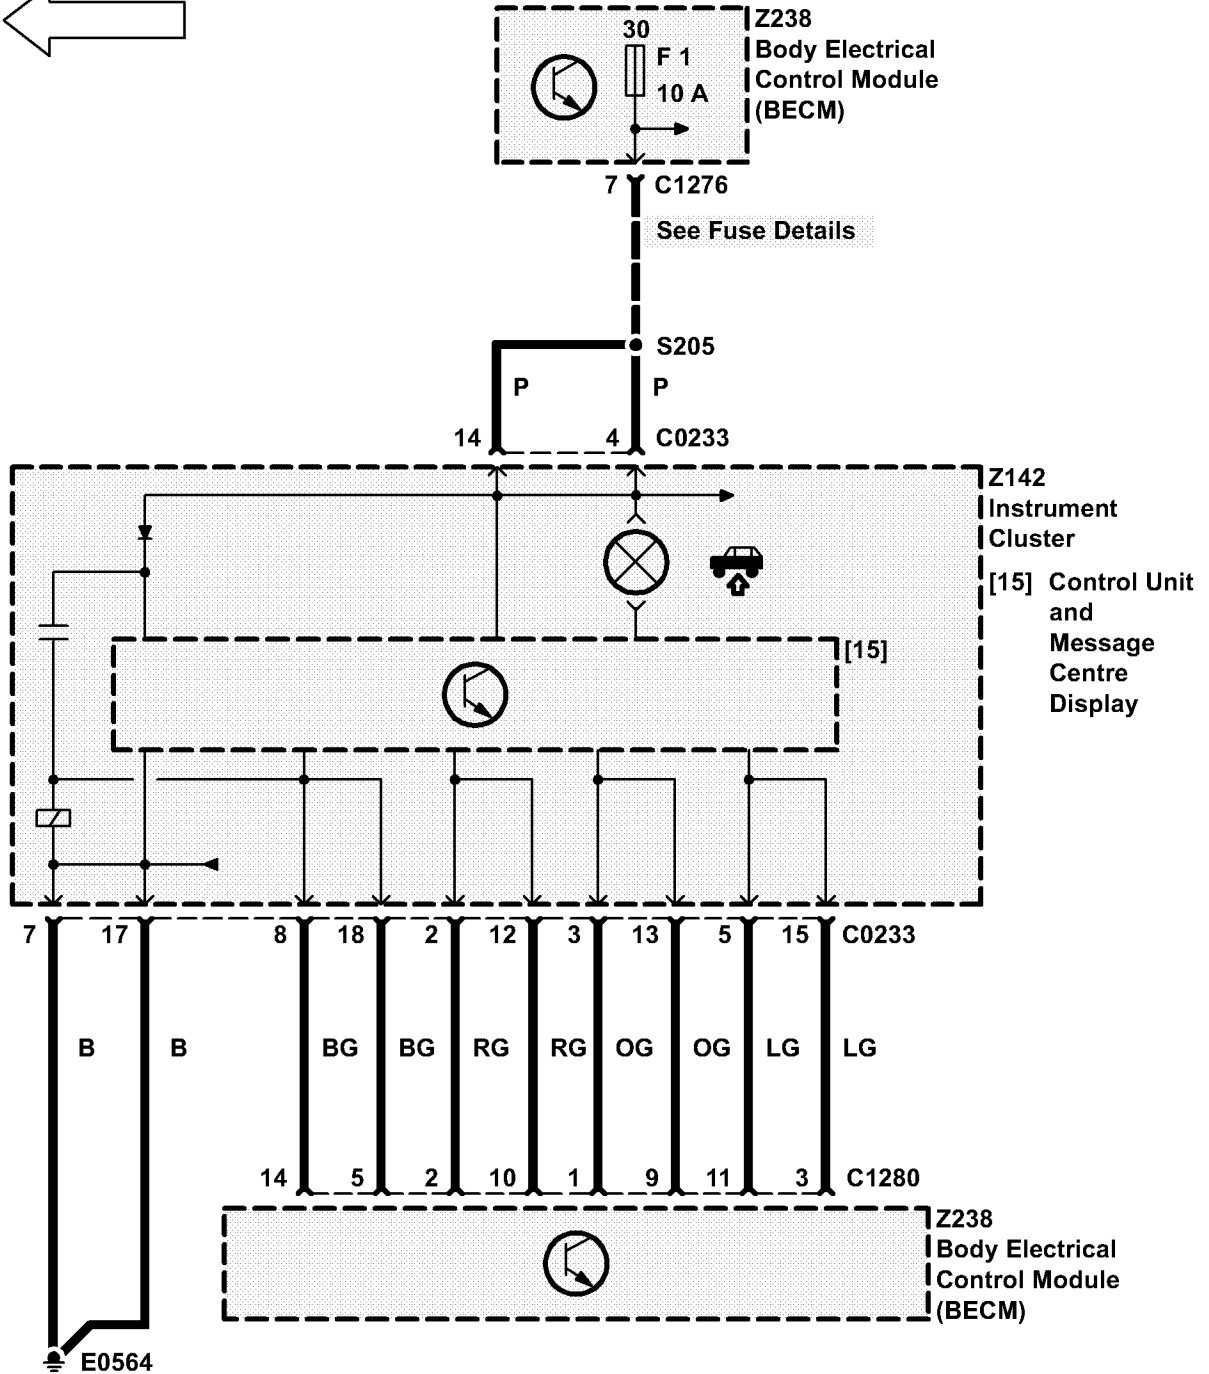 Z238
30
Body Electrical
F 1
Control Module
10 A
(BECM)
7 C1276
See Fuse Details
S205
P P
14 4 C0233
Z142
Instrument
Cluster
[15] Control Unit
and
Message
Centre
Display
[15]
7 17 8 18 2 12 3 13 5 15 C0233
B B BG BG RG RG OG OG LG LG
14 5 2 10 1 9 11 3 C1280
Z238
Body Electrical
Control Module
(BECM)
E0564